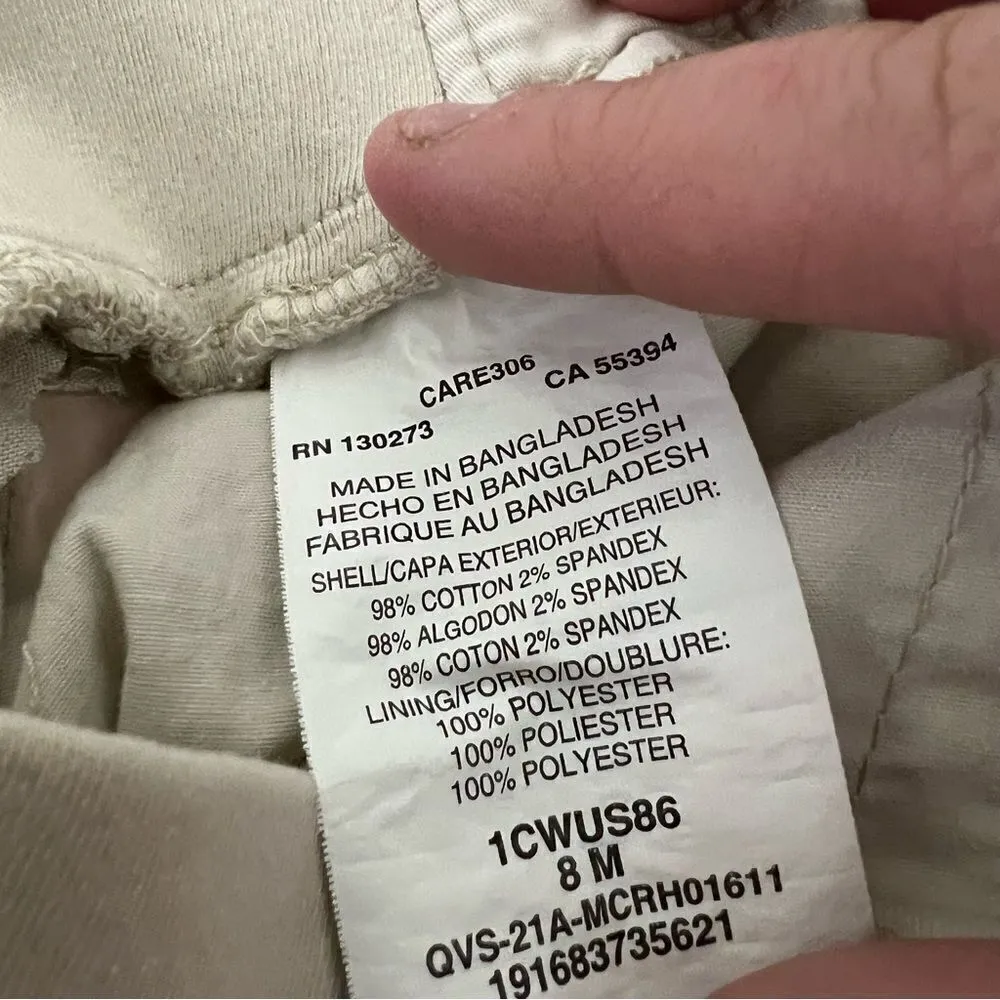 CARE306 CA 55394
RN 130273
MADE IN BANGLADESH
HECHO EN BANGLADESH
FABRIQUE AU BANGLADESH
SHELL/CAPA EXTERIOR/EXTERIEUR:
98% COTTON 2% SPANDEX
98% ALGODON 2% SPANDEX
98% COTON 2% SPANDEX
LINING/FORRO/DOUBLURE:
100% POLYESTER
100% POLIESTER
100% POLYESTER
1CWUS86
8 M
QVS-21A-MCRH01611
191683735621